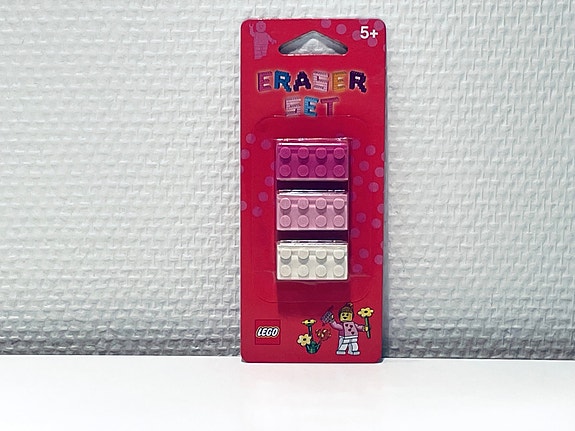 5+
ERASER
SET
LEGO